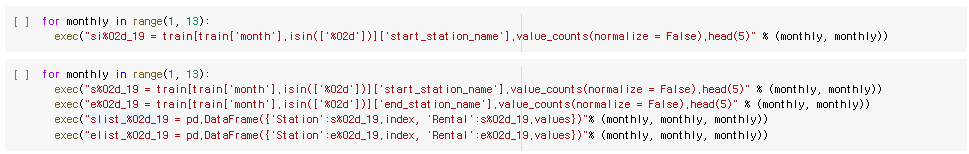 [ ] for monthly in range(1, 13):
exec("si%02d_19 = train[train['month'].isin(['%02d'])]['start_station_name'].value_counts(normalize = False).head(5)" % (monthly, monthly))
[ ] for monthly in range(1, 13):
exec("s%02d_19 = train[train['month'].isin(['%02d'])]['start_station_name'].value_counts(normalize = False).head(5)" % (monthly, monthly))
exec("e%02d_19 = train[train['month'].isin(['%02d'])]['end_station_name'].value_counts(normalize = False).head(5)" % (monthly, monthly))
exec("slist_%02d_19 = pd.DataFrame({'Station':s%02d_19.index, 'Rental':s%02d_19.values})"% (monthly, monthly, monthly))
exec("elist_%02d_19 = pd.DataFrame({'Station':e%02d_19.index, 'Rental':e%02d_19.values})"% (monthly, monthly, monthly))